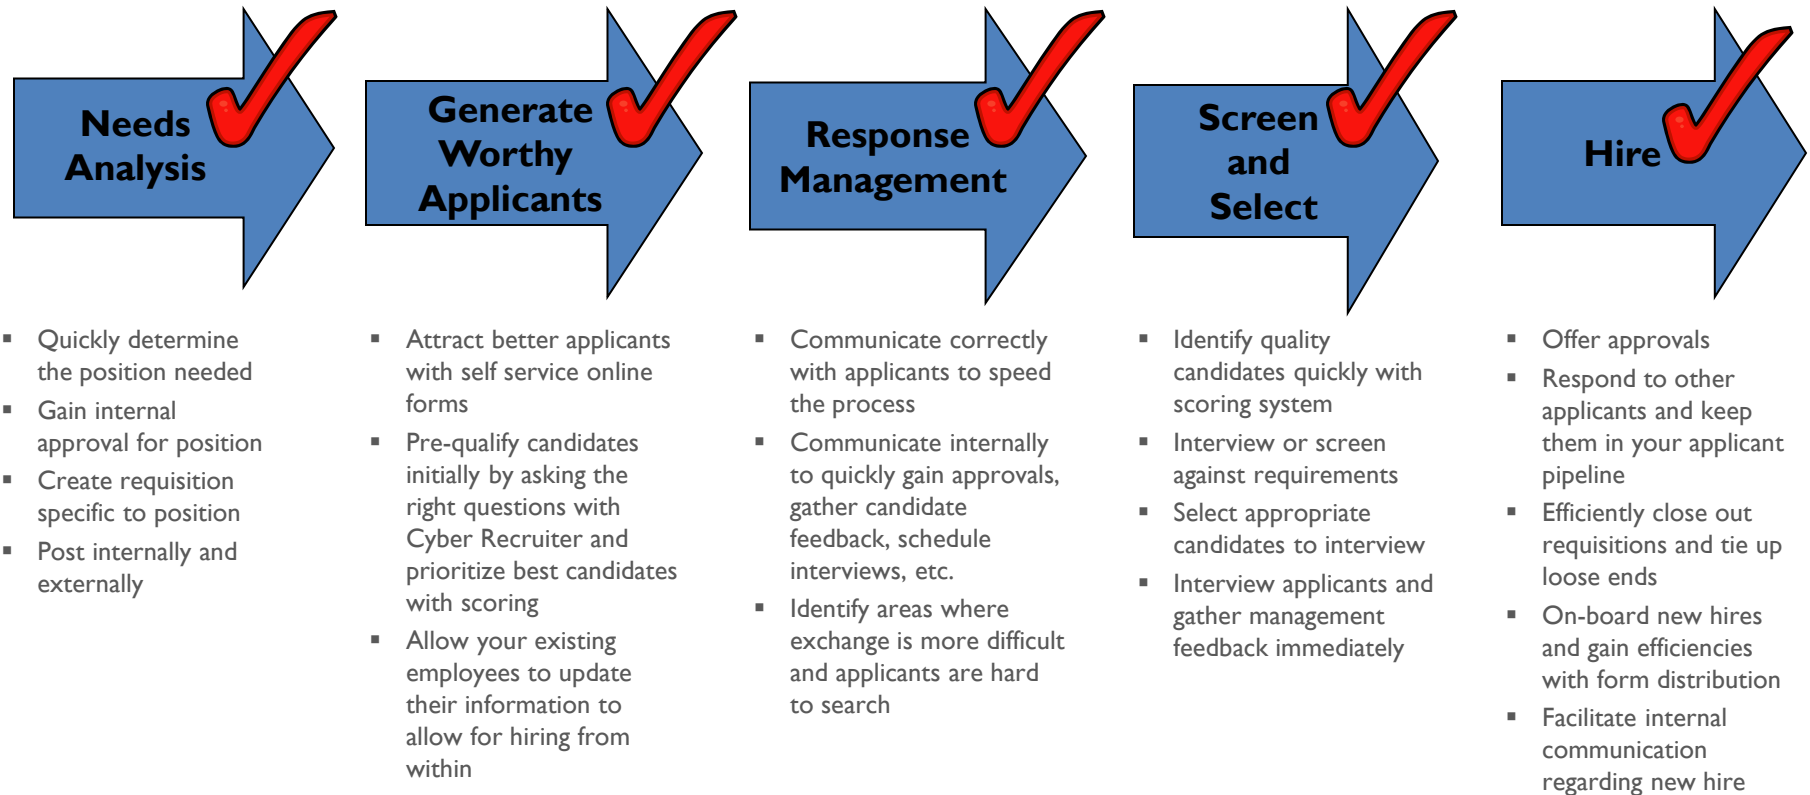 Needs
Analysis
Generate
Worthy
Applicants
Response
Management
Screen
and
Select
Hire
▪ Quickly determine
the position needed
▪ Gain internal
approval for position
▪ Create requisition
specific to position
▪ Post internally and
externally
▪ Attract better applicants
with self service online
forms
▪ Pre-qualify candidates
initially by asking the
right questions with
Cyber Recruiter and
prioritize best candidates
with scoring
▪ Allow your existing
employees to update
their information to
allow for hiring from
within
▪ Communicate correctly
with applicants to speed
the process
▪ Communicate internally
to quickly gain approvals,
gather candidate
feedback, schedule
interviews, etc.
▪ Identify areas where
exchange is more difficult
and applicants are hard
to search
▪ Identify quality
candidates quickly with
scoring system
▪ Interview or screen
against requirements
▪ Select appropriate
candidates to interview
▪ Interview applicants and
gather management
feedback immediately
▪ Offer approvals
▪ Respond to other
applicants and keep
them in your applicant
pipeline
▪ Efficiently close out
requisitions and tie up
loose ends
▪ On-board new hires
and gain efficiencies
with form distribution
▪ Facilitate internal
communication
regarding new hire